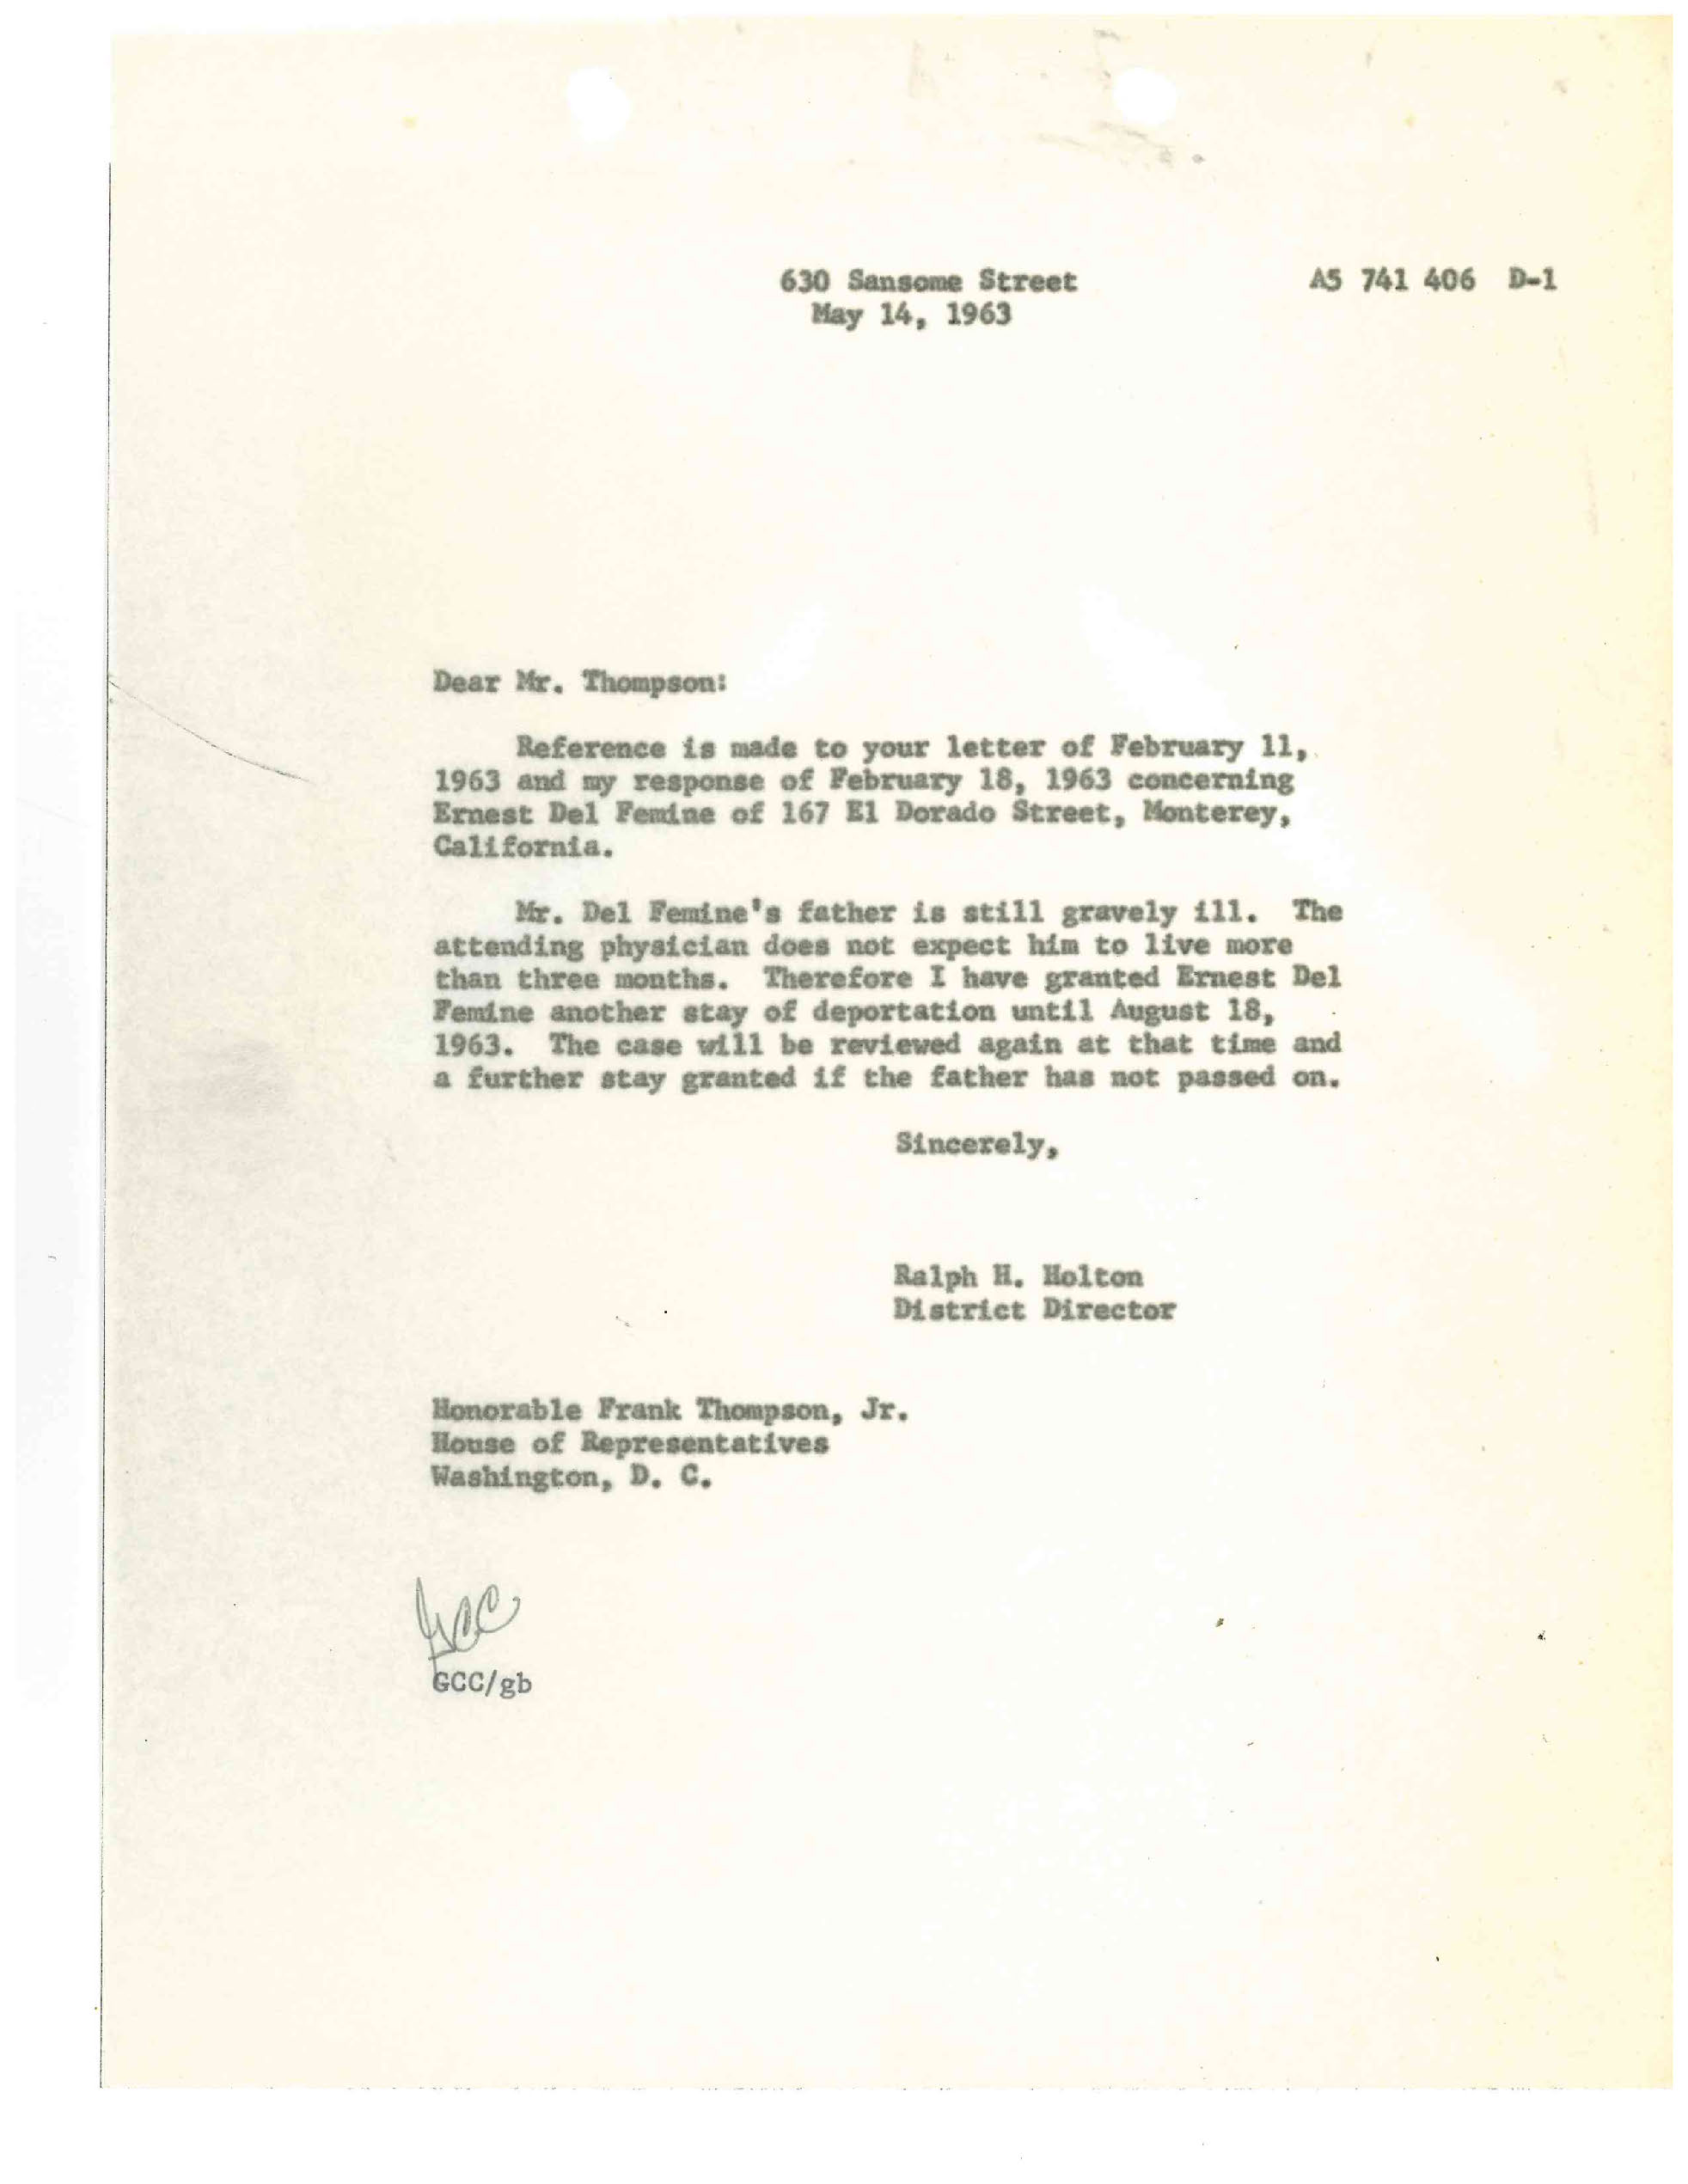 630 Sansome Street
A5 741 406 D-1
May 14, 1963
Dear Mr. Thompson:
Reference is made to your letter of February 11,
1963 and my response of February 18, 1963 concerning
Ernest Del Femine of 167 El Dorado Street, Monterey,
California.
Mr. Del Femine's father is still gravely ill. The
attending physician does not expect him to live more
than three months. Therefore I have granted Ernest Del
Femine another stay of deportation until August 18,
1963. The case will be reviewed again at that time and
a further stay granted if the father has not passed on.
Sincerely,
Ralph H. Holton
District Director
Honorable Frank Thompson, Jr.
House of Representatives
Washington, D. C.
GCC
GCC/gb